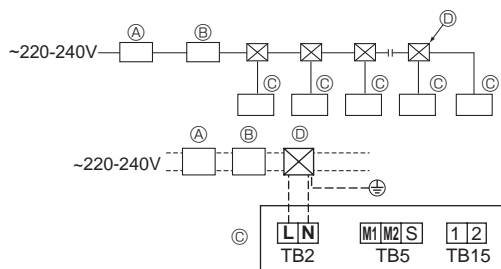 Ⓐ Ⓑ Ⓓ
~220-240V
Ⓒ Ⓒ Ⓒ Ⓒ Ⓒ
Ⓐ Ⓑ Ⓓ
~220-240V
Ⓒ L N M1 M2 S 1 2
TB2 TB5 TB15